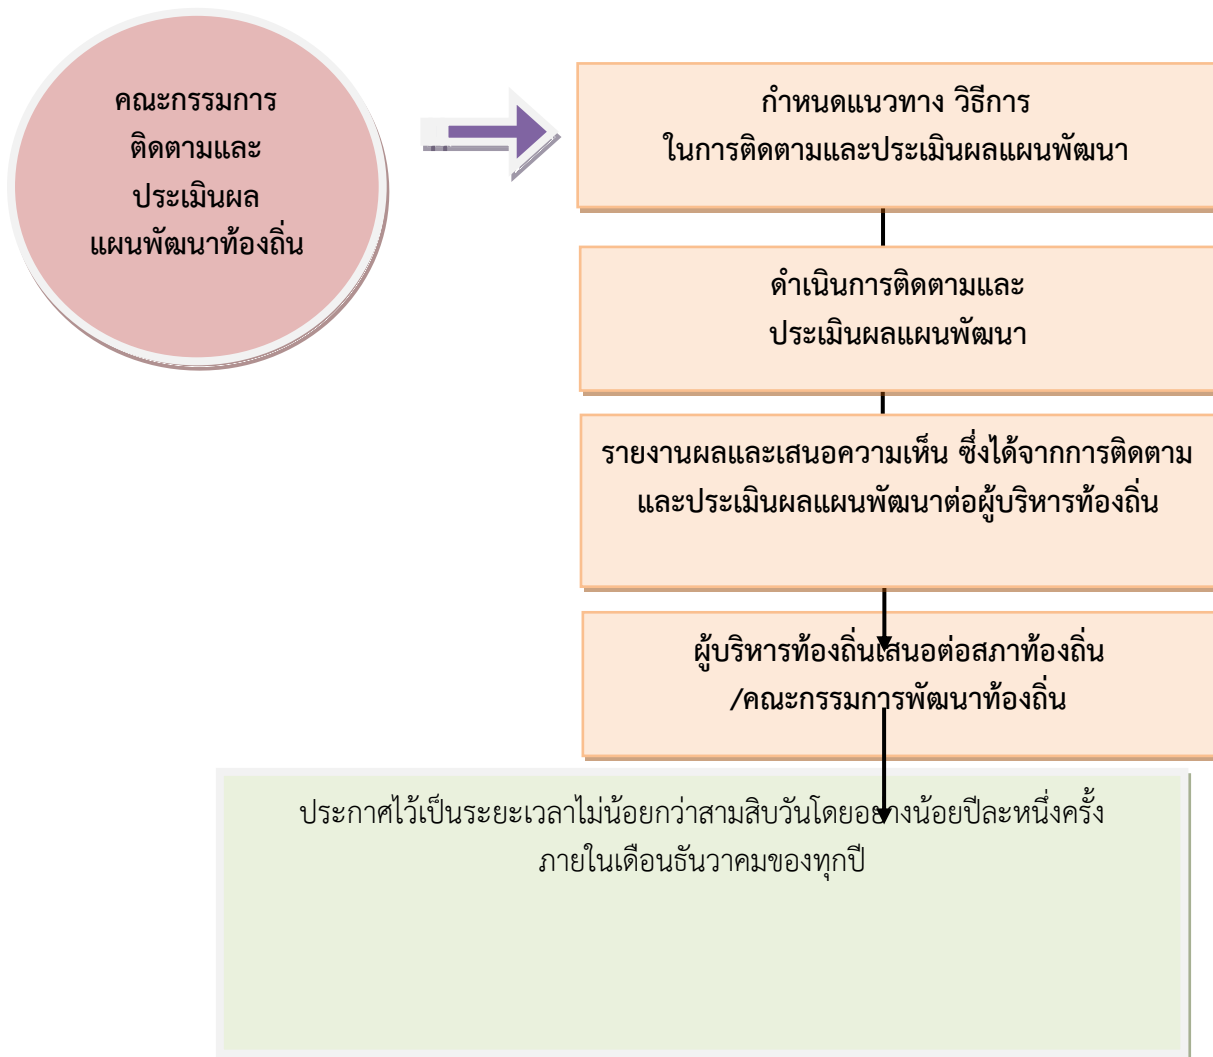 คณะกรรมการ
ติดตามและ
ประเมินผล
แผนพัฒนาท้องถิ่น
กำหนดแนวทาง วิธีการ
ในการติดตามและประเมินผลแผนพัฒนา
ดำเนินการติดตามและ
ประเมินผลแผนพัฒนา
รายงานผลและเสนอความเห็น ซึ่งได้จากการติดตาม
และประเมินผลแผนพัฒนาต่อผู้บริหารท้องถิ่น
ผู้บริหารท้องถิ่นเสนอต่อสภาท้องถิ่น
/คณะกรรมการพัฒนาท้องถิ่น
ประกาศไว้เป็นระยะเวลาไม่น้อยกว่าสามสิบวันโดยอย่างน้อยปีละหนึ่งครั้ง
ภายในเดือนธันวาคมของทุกปี